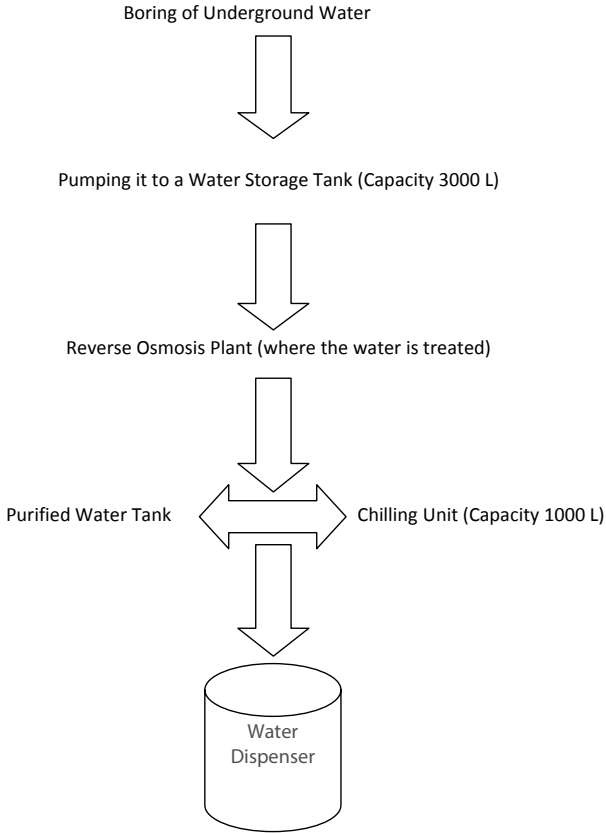 Boring of Underground Water
Pumping it to a Water Storage Tank (Capacity 3000 L)
Reverse Osmosis Plant (where the water is treated)
Purified Water Tank
Chilling Unit (Capacity 1000 L)
Water
Dispenser